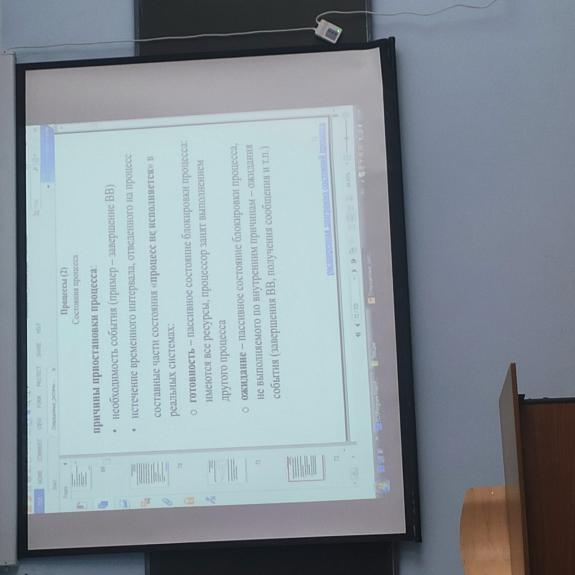 Процессы (2)
Состояния процесса
причины приостановки процесса:
• необходимость события (пример – завершение ВВ)
• истечение временного интервала, отведенного на процесс
составные части состояния «процесс не исполняется» в
реальных системах:
○ готовность – пассивное состояние блокировки процесса:
имеются все ресурсы, процессор занят выполнением
другого процесса
○ ожидание – пассивное состояние блокировки процесса,
не выполняемого по внутренним причинам – ожидания
события (завершения ВВ, получения сообщения и т.п.)